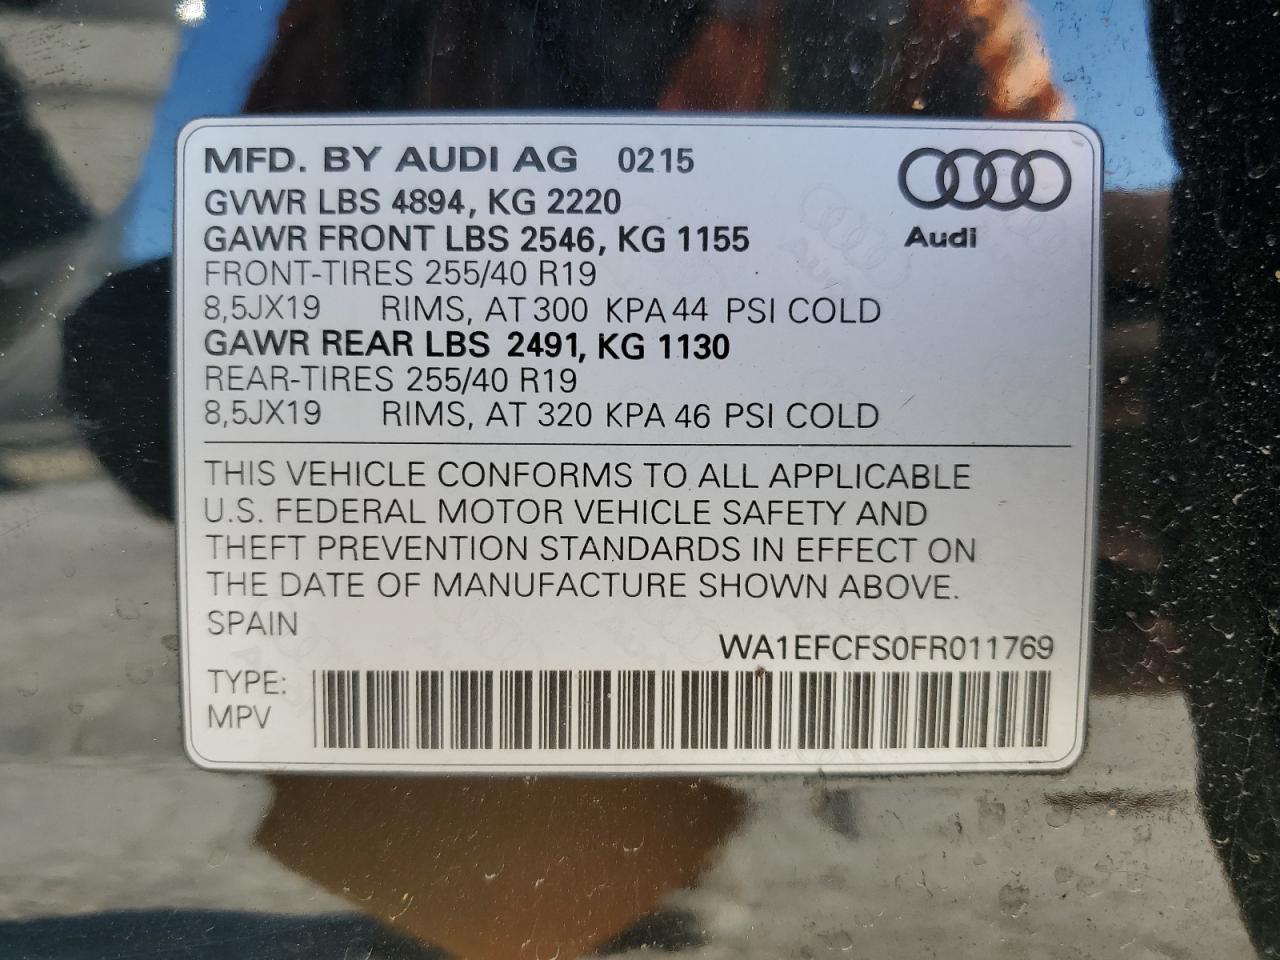 MFD. BY AUDI AG 0215
GVWR LBS 4894, KG 2220
GAWR FRONT LBS 2546, KG 1155
Audi
FRONT-TIRES 255/40 R19
8,5JX19 RIMS, AT 300 KPA 44 PSI COLD
GAWR REAR LBS 2491, KG 1130
REAR-TIRES 255/40 R19
8,5JX19 RIMS, AT 320 KPA 46 PSI COLD
THIS VEHICLE CONFORMS TO ALL APPLICABLE
U.S. FEDERAL MOTOR VEHICLE SAFETY AND
THEFT PREVENTION STANDARDS IN EFFECT ON
THE DATE OF MANUFACTURE SHOWN ABOVE.
SPAIN
WA1EFCFS0FR011769
TYPE:
MPV